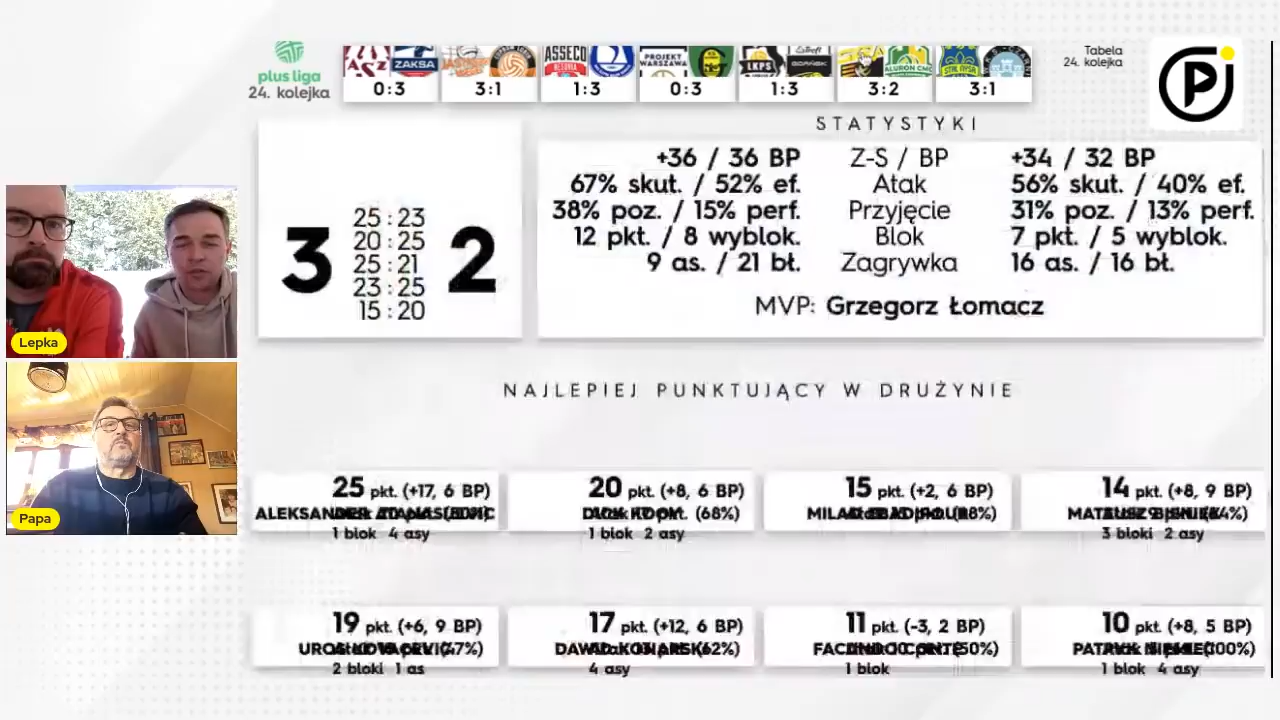 plus liga
24. kolejka
ZAKSA
ASSECO
PROJEKT
WARSZAWA
LKPS
GDAŃSK
ALURON CMC
STAL NYSA
0:3
3:1
1:3
0:3
1:3
3:2
3:1
Tabela
24. kolejka
P
STATYSTYKI
+36 / 36 BP Z-S / BP +34 / 32 BP
67% skut. / 52% ef. Atak 56% skut. / 40% ef.
38% poz. / 15% perf. Przyjęcie 31% poz. / 13% perf.
12 pkt. / 8 wyblok. Blok 7 pkt. / 5 wyblok.
9 as. / 21 bł. Zagrywka 16 as. / 16 bł.
MVP: Grzegorz Łomacz
3
25 : 23
20 : 25
25 : 21
23 : 25
15 : 20
2
Lepka
Papa
NAJLEPIEJ PUNKTUJĄCY W DRUŻYNIE
25 pkt. (+17, 6 BP)
1 blok 4 asy
20 pkt. (+8, 6 BP)
(68%)
1 blok 2 asy
15 pkt. (+2, 6 BP)
14 pkt. (+8, 9 BP)
3 bloki 2 asy
19 pkt. (+6, 9 BP)
2 bloki 1 as
17 pkt. (+12, 6 BP)
(62%)
4 asy
11 pkt. (-3, 2 BP)
1 blok
10 pkt. (+8, 5 BP)
1 blok 4 asy